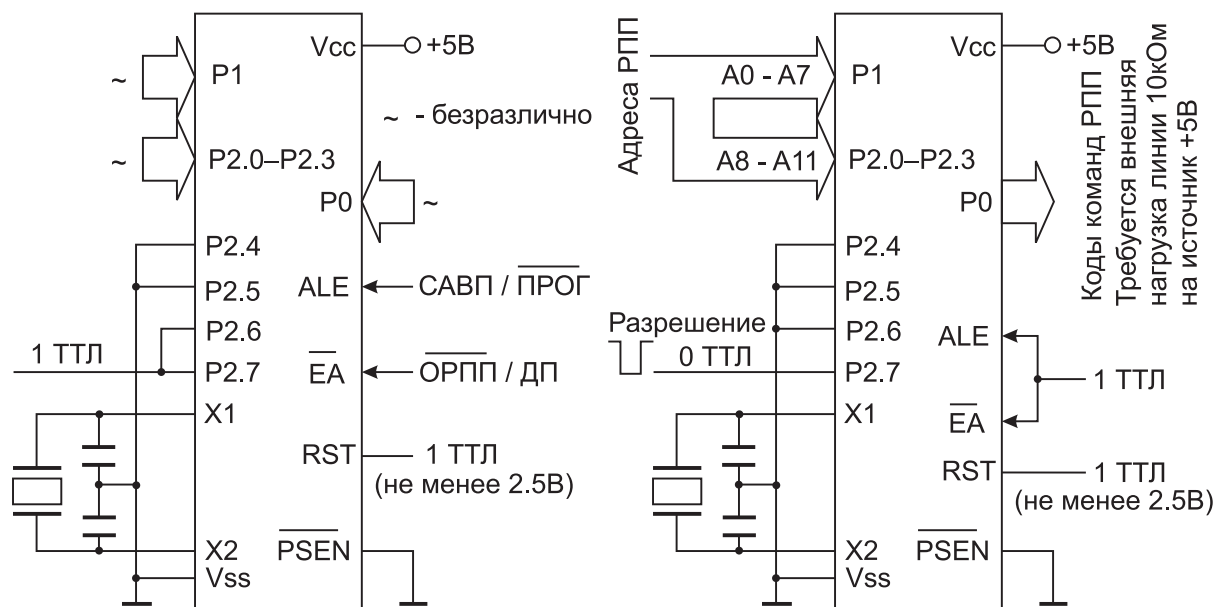 Vcc
+5В
~
P1
~ - безразлично
~
P2.0–P2.3
P0
~
P2.4
P2.5
ALE
САВП / ПРОГ
P2.6
1 ТТЛ
P2.7
EA
ОРПП / ДП
X1
RST
1 ТТЛ
(не менее 2.5В)
X2
PSEN
Vss
Vcc
+5В
Адреса РПП
A0 - A7
P1
A8 - A11
P2.0–P2.3
P0
Коды команд РПП
Требуется внешняя
нагрузка линии 10кОм
на источник +5В
P2.4
P2.5
Разрешение
P2.6
ALE
0 ТТЛ
P2.7
1 ТТЛ
X1
EA
RST
1 ТТЛ
(не менее 2.5В)
X2
PSEN
Vss